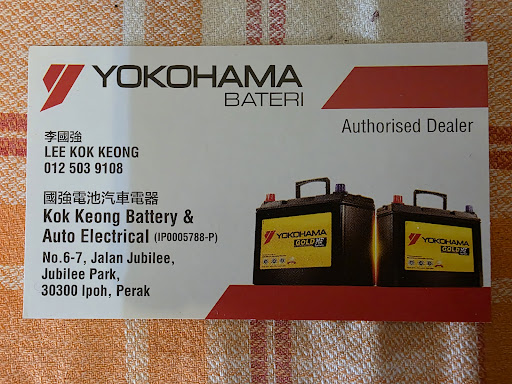 YOKOHAMA
BATERI
Authorised Dealer
李國強
LEE KOK KEONG
012 503 9108
國強電池汽車電器
Kok Keong Battery &
Auto Electrical (IP0005788-P)
No.6-7, Jalan Jubilee,
Jubilee Park,
30300 Ipoh, Perak
YOKOHAMA
GOLD
YOKOHAMA
GOLD